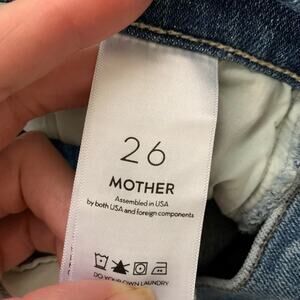 26
MOTHER
Assembled in USA
by both USA and foreign components
DO YOUR OWN LAUNDRY